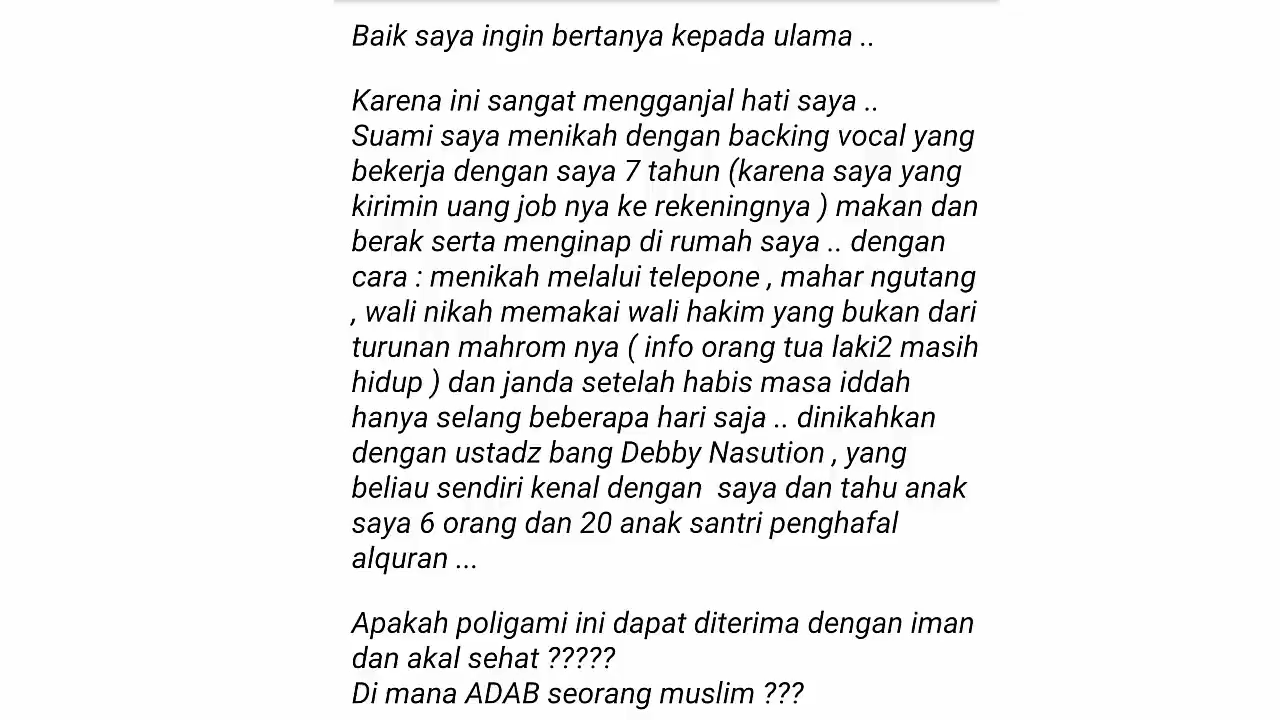 Baik saya ingin bertanya kepada ulama ..
Karena ini sangat mengganjal hati saya ..
Suami saya menikah dengan backing vocal yang
bekerja dengan saya 7 tahun (karena saya yang
kirimin uang job nya ke rekeningnya ) makan dan
berak serta menginap di rumah saya .. dengan
cara : menikah melalui telepone , mahar ngutang
, wali nikah memakai wali hakim yang bukan dari
turunan mahrom nya ( info orang tua laki2 masih
hidup ) dan janda setelah habis masa iddah
hanya selang beberapa hari saja .. dinikahkan
dengan ustadz bang Debby Nasution , yang
beliau sendiri kenal dengan  saya dan tahu anak
saya 6 orang dan 20 anak santri penghafal
alquran ...
Apakah poligami ini dapat diterima dengan iman
dan akal sehat ?????
Di mana ADAB seorang muslim ???